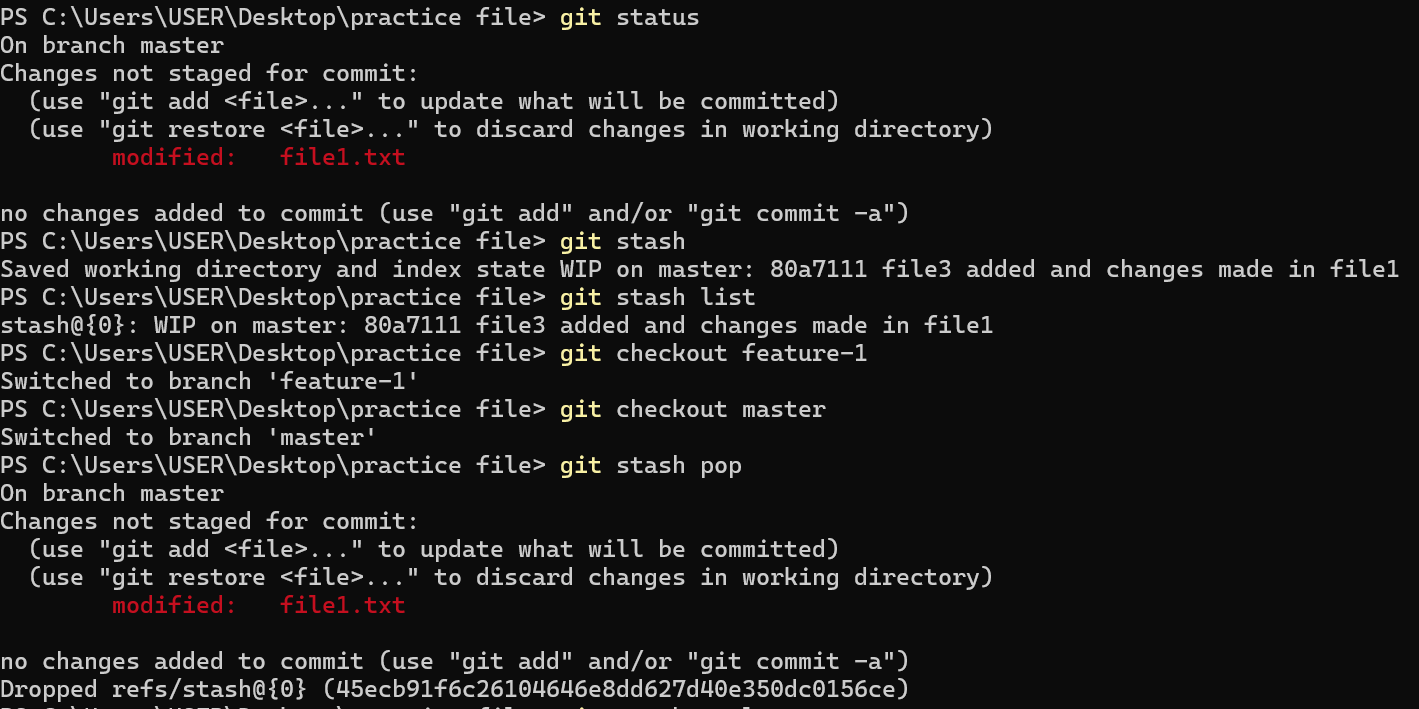 PS C:\Users\USER\Desktop\practice file> git status
On branch master
Changes not staged for commit:
  (use "git add <file>..." to update what will be committed)
  (use "git restore <file>..." to discard changes in working directory)
        modified:   file1.txt

no changes added to commit (use "git add" and/or "git commit -a")
PS C:\Users\USER\Desktop\practice file> git stash
Saved working directory and index state WIP on master: 80a7111 file3 added and changes made in file1
PS C:\Users\USER\Desktop\practice file> git stash list
stash@{0}: WIP on master: 80a7111 file3 added and changes made in file1
PS C:\Users\USER\Desktop\practice file> git checkout feature-1
Switched to branch 'feature-1'
PS C:\Users\USER\Desktop\practice file> git checkout master
Switched to branch 'master'
PS C:\Users\USER\Desktop\practice file> git stash pop
On branch master
Changes not staged for commit:
  (use "git add <file>..." to update what will be committed)
  (use "git restore <file>..." to discard changes in working directory)
        modified:   file1.txt

no changes added to commit (use "git add" and/or "git commit -a")
Dropped refs/stash@{0} (45ecb91f6c26104646e8dd627d40e350dc0156ce)